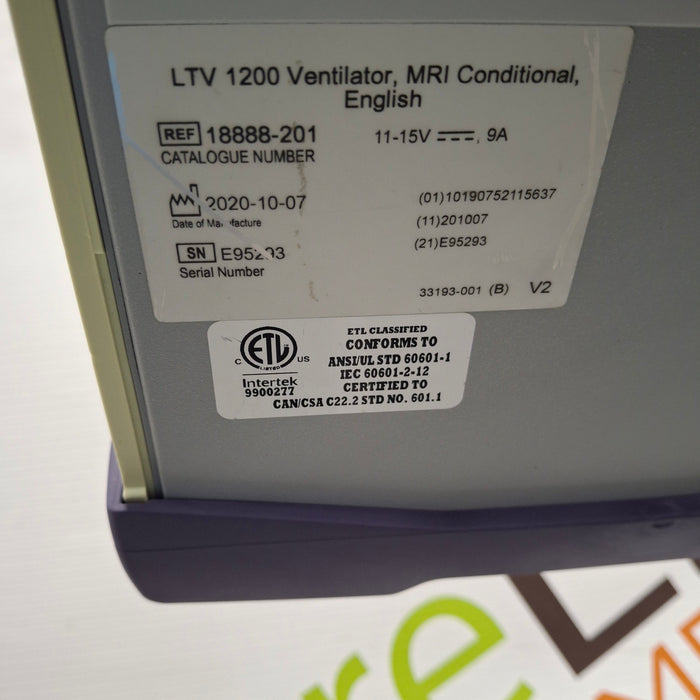 LTV 1200 Ventilator, MRI Conditional,
English
REF 18888-201
CATALOGUE NUMBER
11-15V ⎓, 9A
2020-10-07
Date of Manufacture
SN E95293
Serial Number
(01)10190752115637
(11)201007
(21)E95293
33193-001 (B) V2
C ETL US
LISTED
Intertek
9900277
ETL CLASSIFIED
CONFORMS TO
ANSI/UL STD 60601-1
IEC 60601-2-12
CERTIFIED TO
CAN/CSA C22.2 STD NO. 601.1